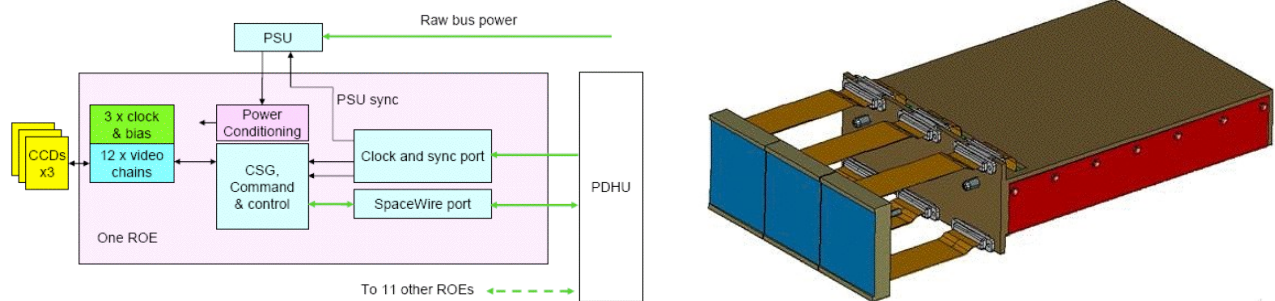 Raw bus power
PSU
PSU sync
3 x clock
& bias
Power
Conditioning
CCDs
x3
12 x video
chains
CSG,
Command
& control
Clock and sync port
SpaceWire port
PDHU
One ROE
To 11 other ROEs